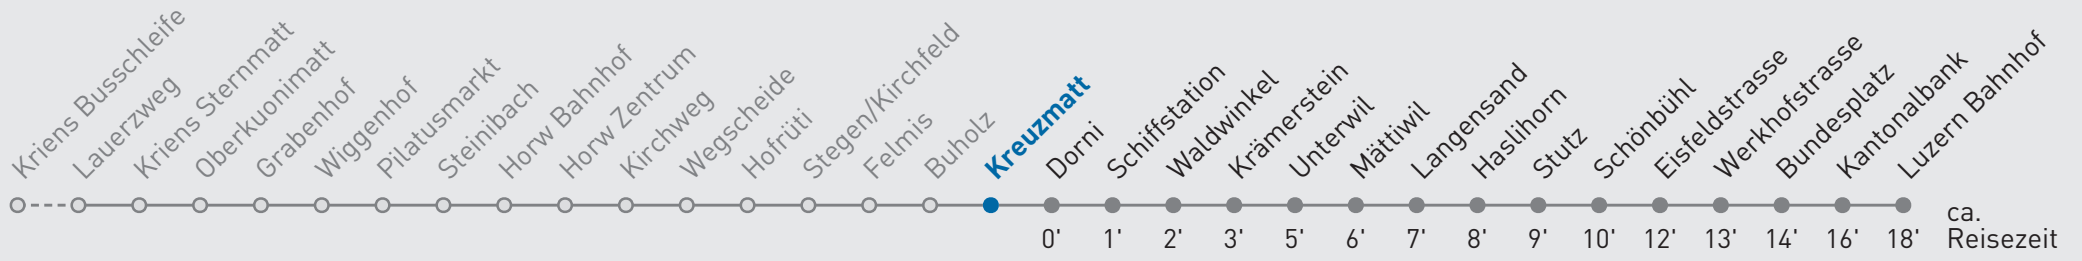 Kriens Busschleife
Lauerzweg
Kriens Sternmatt
Oberkuonimatt
Grabenhof
Wiggenhof
Pilatusmarkt
Steinibach
Horw Bahnhof
Horw Zentrum
Kirchweg
Wegscheide
Hofrüti
Stegen/Kirchfeld
Felmis
Buholz
Kreuzmatt
Dorni
Schiffstation
Waldwinkel
Krämerstein
Unterwil
Mättiwil
Langensand
Haslihorn
Stutz
Schönbühl
Eisfeldstrasse
Werkhofstrasse
Bundesplatz
Kantonalbank
Luzern Bahnhof
0' 1' 2' 3' 5' 6' 7' 8' 9' 10' 12' 13' 14' 16' 18'
ca.
Reisezeit